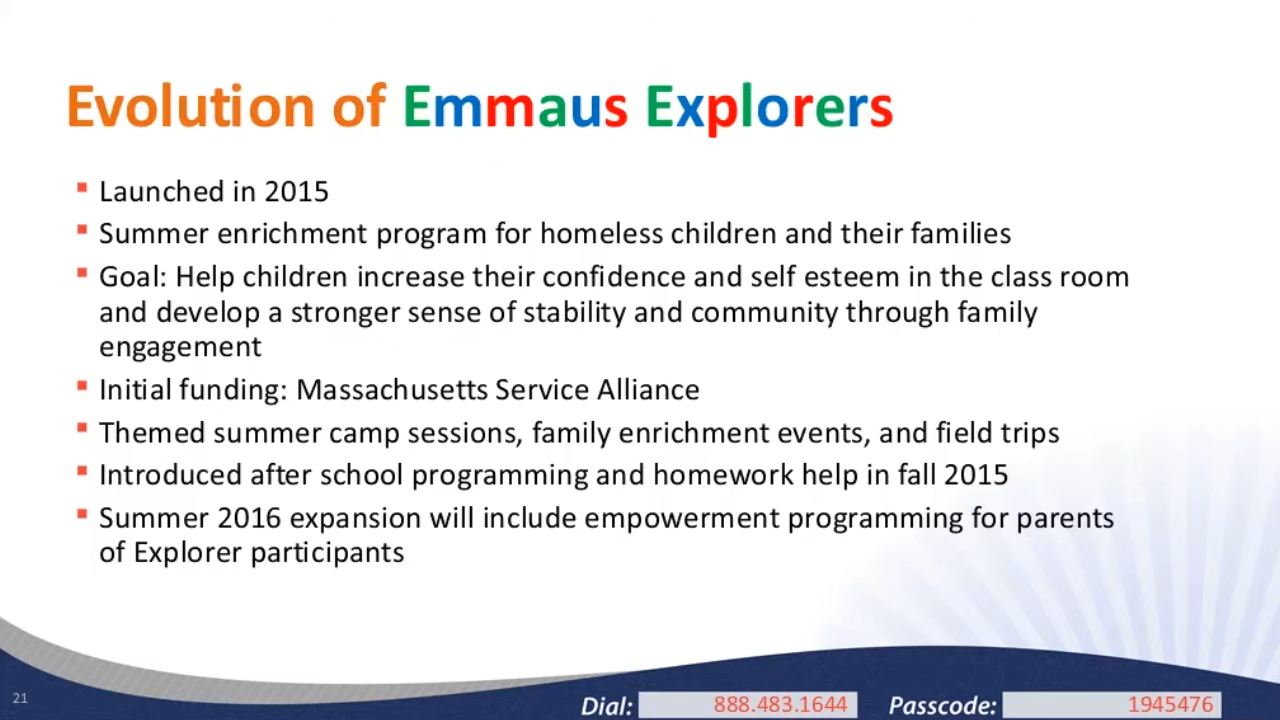 Evolution of Emmaus Explorers
Launched in 2015
Summer enrichment program for homeless children and their families
Goal: Help children increase their confidence and self esteem in the class room
and develop a stronger sense of stability and community through family
engagement
Initial funding: Massachusetts Service Alliance
Themed summer camp sessions, family enrichment events, and field trips
Introduced after school programming and homework help in fall 2015
Summer 2016 expansion will include empowerment programming for parents
of Explorer participants
21
Dial: 888.483.1644 Passcode: 1945476